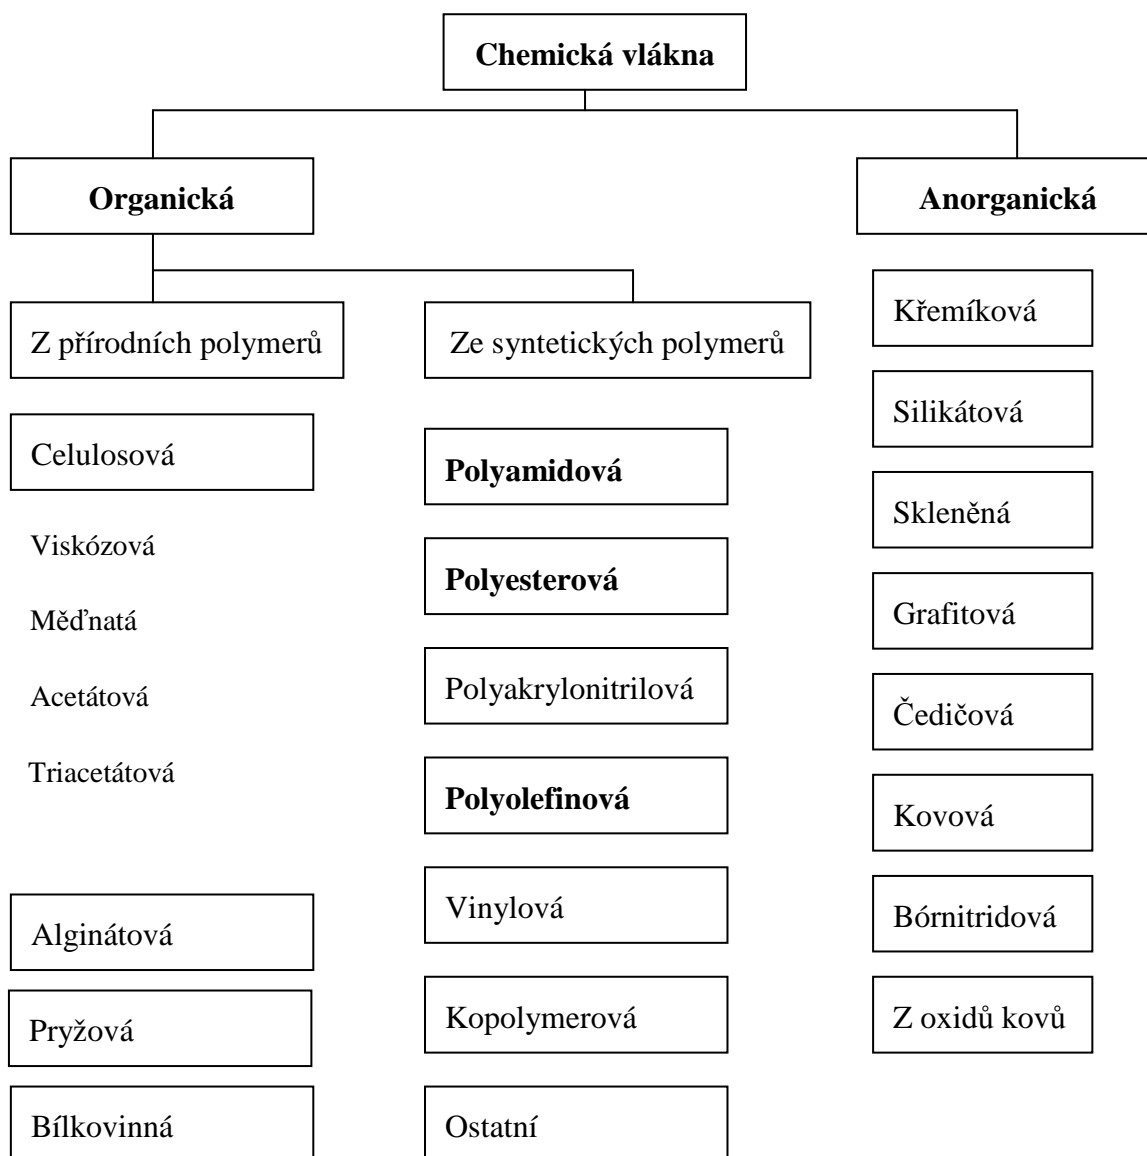 Chemická vlákna
Organická
Anorganická
Z přírodních polymerů
Ze syntetických polymerů
Celulosová
Viskózová
Měďnatá
Acetátová
Triacetátová
Alginátová
Pryžová
Bílkovinná
Polyamidová
Polyesterová
Polyakrylonitrilová
Polyolefinová
Vinylová
Kopolymerová
Ostatní
Křemíková
Silikátová
Skleněná
Grafitová
Čedičová
Kovová
Bórnitridová
Z oxidů kovů